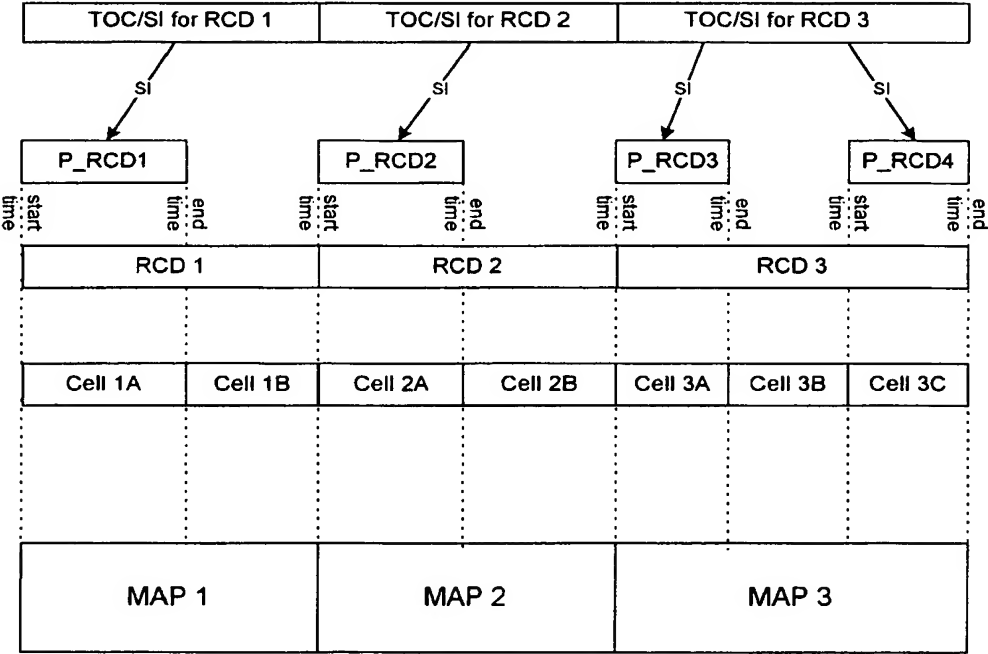 TOC/SI for RCD 1
TOC/SI for RCD 2
TOC/SI for RCD 3
SI
SI
SI
SI
P_RCD1
P_RCD2
P_RCD3
P_RCD4
start
time
end
time
start
time
end
time
start
time
end
time
start
time
end
time
RCD 1
RCD 2
RCD 3
Cell 1A
Cell 1B
Cell 2A
Cell 2B
Cell 3A
Cell 3B
Cell 3C
MAP 1
MAP 2
MAP 3